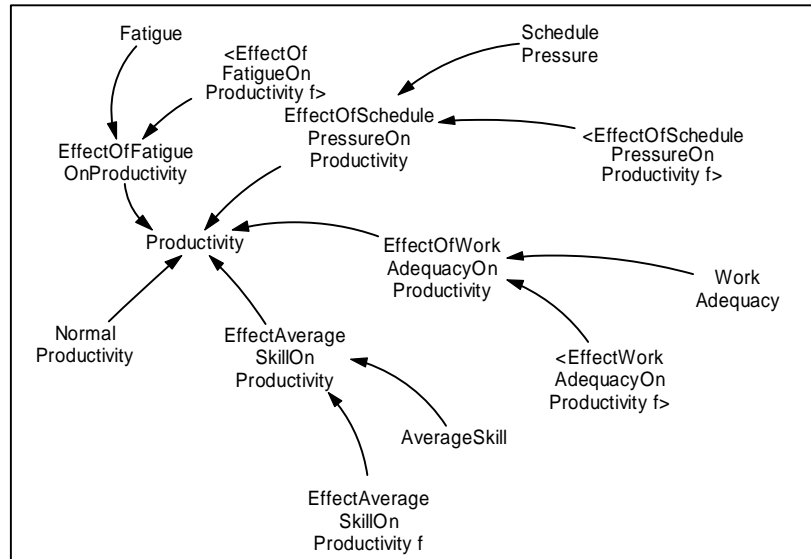 Fatigue
<EffectOf
FatigueOn
Productivity f>
Schedule
Pressure
EffectOfSchedule
PressureOn
Productivity
<EffectOfSchedule
PressureOn
Productivity f>
EffectOfFatigue
OnProductivity
Productivity
EffectOfWork
AdequacyOn
Productivity
Work
Adequacy
Normal
Productivity
EffectAverage
SkillOn
Productivity
<EffectWork
AdequacyOn
Productivity f>
AverageSkill
EffectAverage
SkillOn
Productivity f